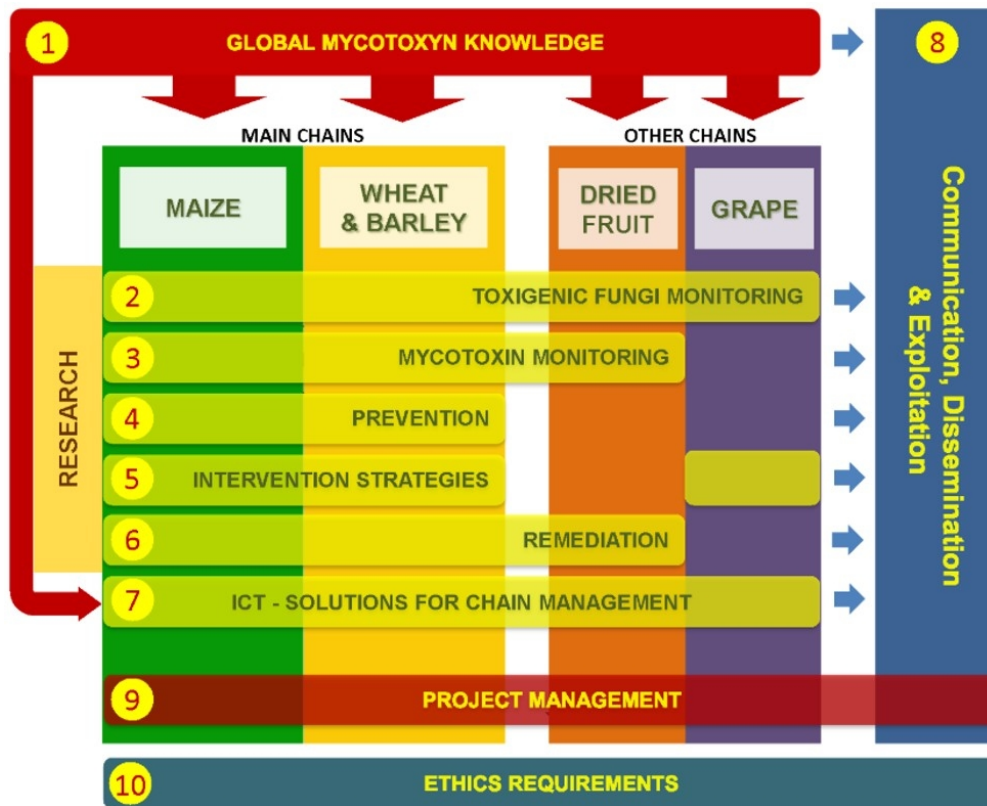 1
GLOBAL MYCOTOXYN KNOWLEDGE
8
MAIN CHAINS
OTHER CHAINS
MAIZE
WHEAT
& BARLEY
DRIED
FRUIT
GRAPE
Communication, Dissemination
& Exploitation
RESEARCH
2
TOXIGENIC FUNGI MONITORING
3
MYCOTOXIN MONITORING
4
PREVENTION
5
INTERVENTION STRATEGIES
6
REMEDIATION
7
ICT - SOLUTIONS FOR CHAIN MANAGEMENT
9
PROJECT MANAGEMENT
10
ETHICS REQUIREMENTS